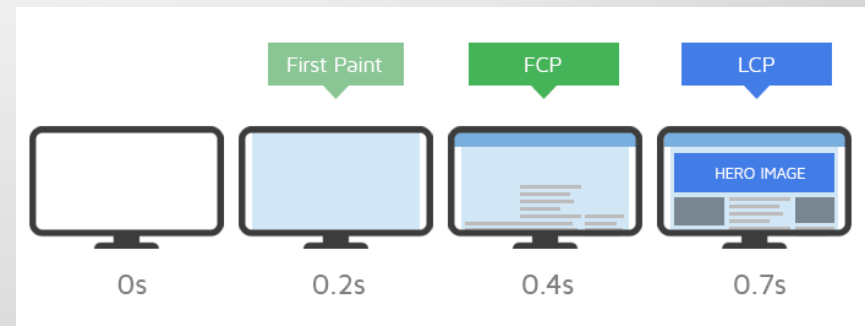 First Paint
FCP
LCP
HERO IMAGE
0s
0.2s
0.4s
0.7s